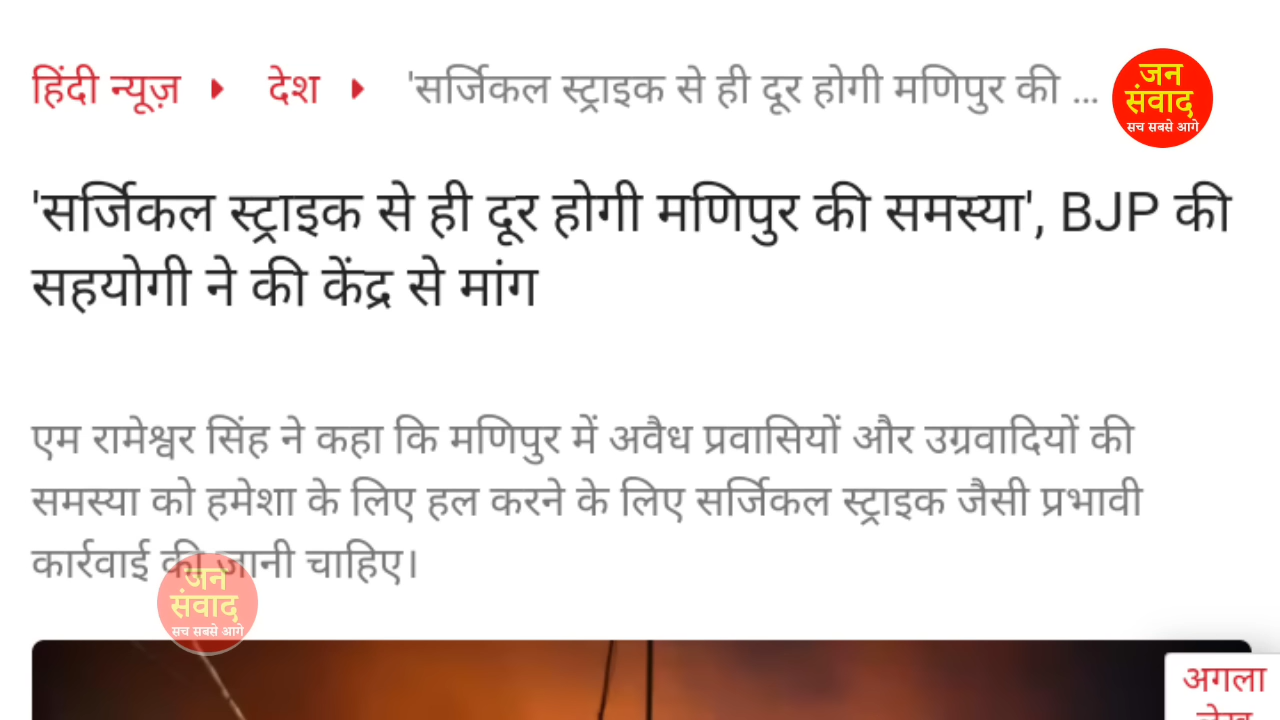 हिंदी न्यूज़ देश 'सर्जिकल स्ट्राइक से ही दूर होगी मणिपुर की ...
जन
संवाद
सच सबसे आगे
'सर्जिकल स्ट्राइक से ही दूर होगी मणिपुर की समस्या', BJP की
सहयोगी ने की केंद्र से मांग
एम रामेश्वर सिंह ने कहा कि मणिपुर में अवैध प्रवासियों और उग्रवादियों की
समस्या को हमेशा के लिए हल करने के लिए सर्जिकल स्ट्राइक जैसी प्रभावी
कार्रवाई की जानी चाहिए।
जन
संवाद
सच सबसे आगे
अगला
लेख